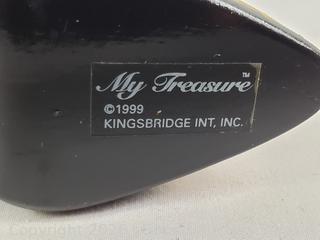 My Treasure™
©1999
KINGSBRIDGE INT, INC.